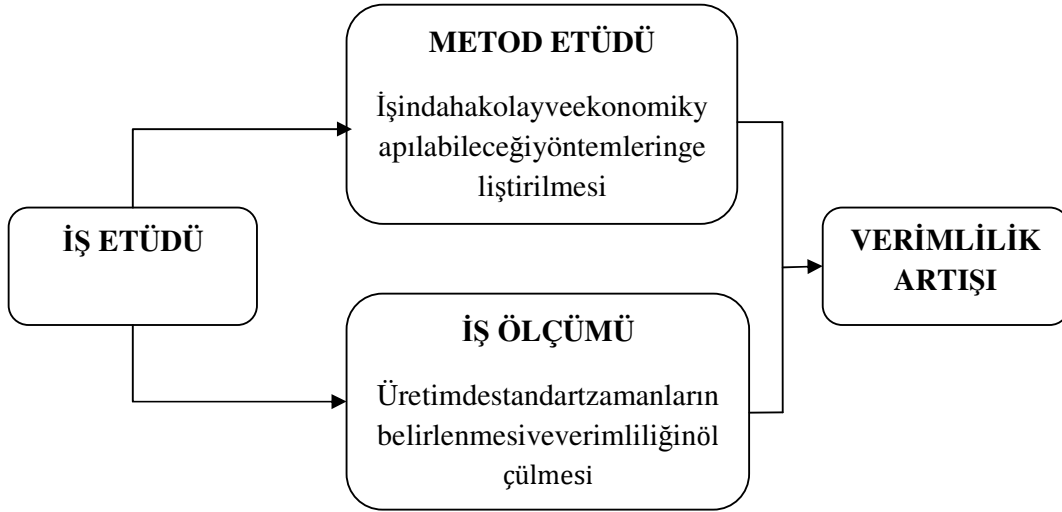 METOD ETÜDÜ
İşindahakolayveekonomiky
apılabileceğiyöntemleringe
liştirilmesi
İŞ ETÜDÜ
VERİMLİLİK
ARTIŞI
İŞ ÖLÇÜMÜ
Üretimdestandartzamanların
belirlenmesiveverimliliğinöl
çülmesi